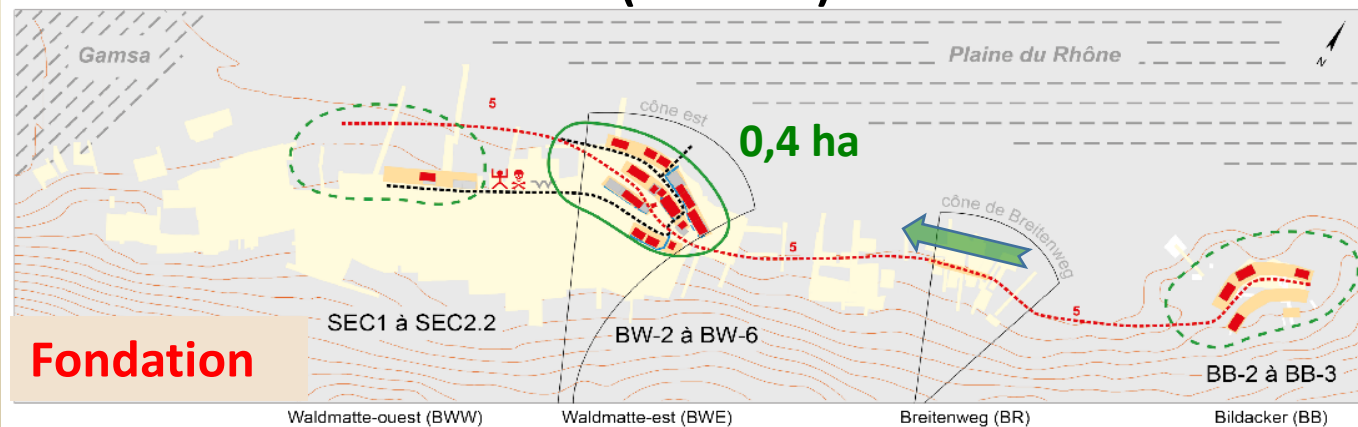 Gamsa
Plaine du Rhône
N
5
cône est
0,4 ha
cône de Breitenweg
5
5
SEC1 à SEC2.2
BW-2 à BW-6
BB-2 à BB-3
Fondation
Waldmatte-ouest (BWW)
Waldmatte-est (BWE)
Breitenweg (BR)
Bildacker (BB)